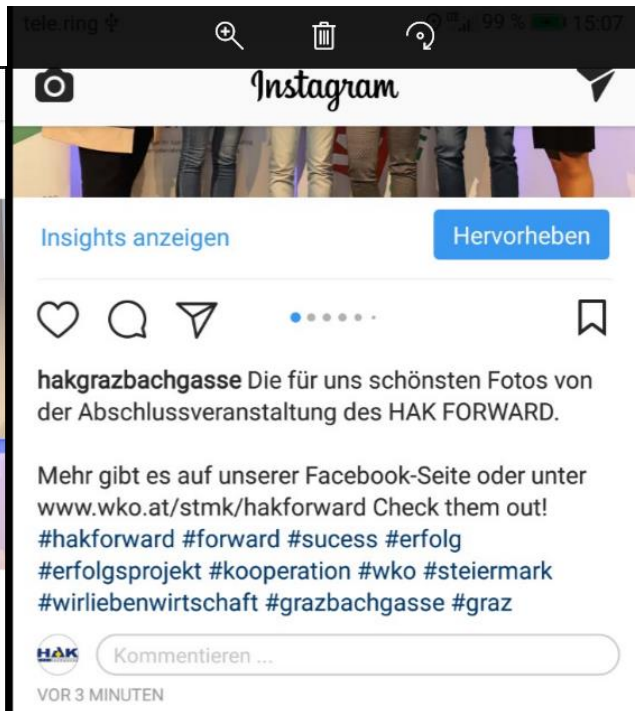 tele.ring 99 % 15:07
Instagram
Insights anzeigen
Hervorheben
hakgrazbachgasse Die für uns schönsten Fotos von
der Abschlussveranstaltung des HAK FORWARD.
Mehr gibt es auf unserer Facebook-Seite oder unter
www.wko.at/stmk/hakforward Check them out!
#hakforward #forward #sucess #erfolg
#erfolgsprojekt #kooperation #wko #steiermark
#wirliebenwirtschaft #grazbachgasse #graz
HAK
Kommentieren ...
VOR 3 MINUTEN